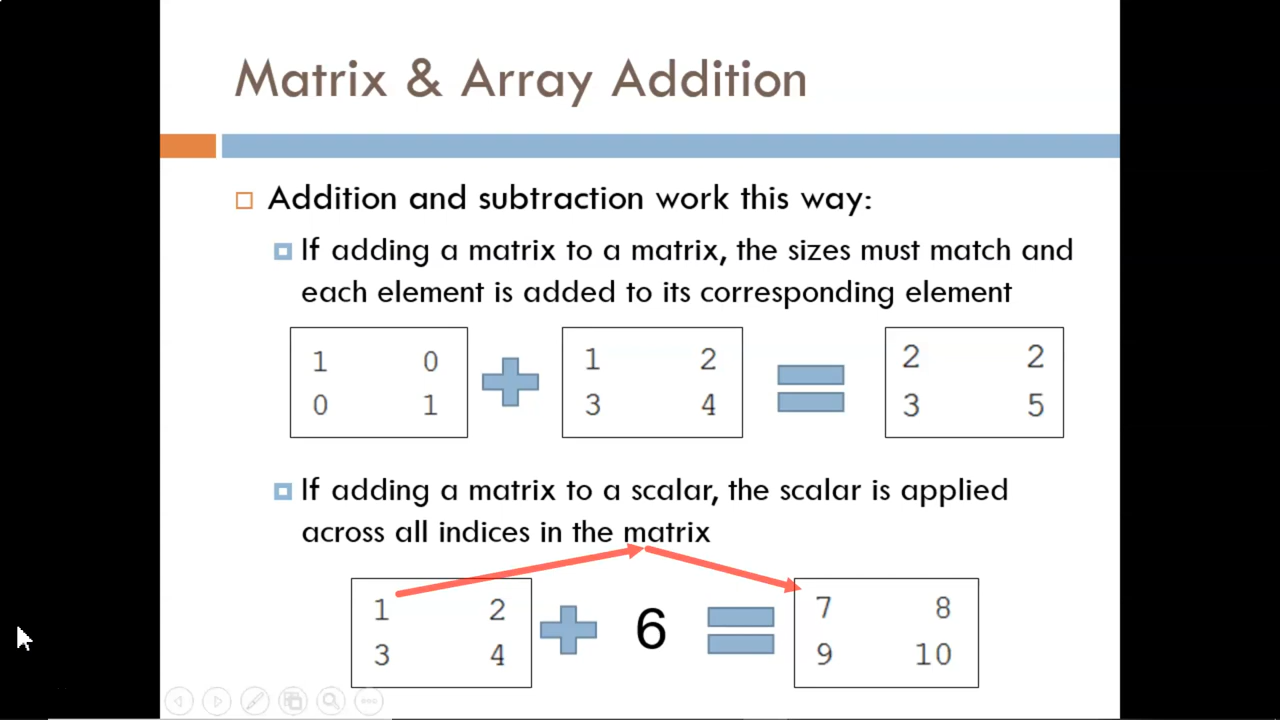 Matrix & Array Addition
Addition and subtraction work this way:
If adding a matrix to a matrix, the sizes must match and
each element is added to its corresponding element
1 0 1 2 2 2
0 1 3 4 3 5
If adding a matrix to a scalar, the scalar is applied
across all indices in the matrix
1 2 6 7 8
3 4 9 10